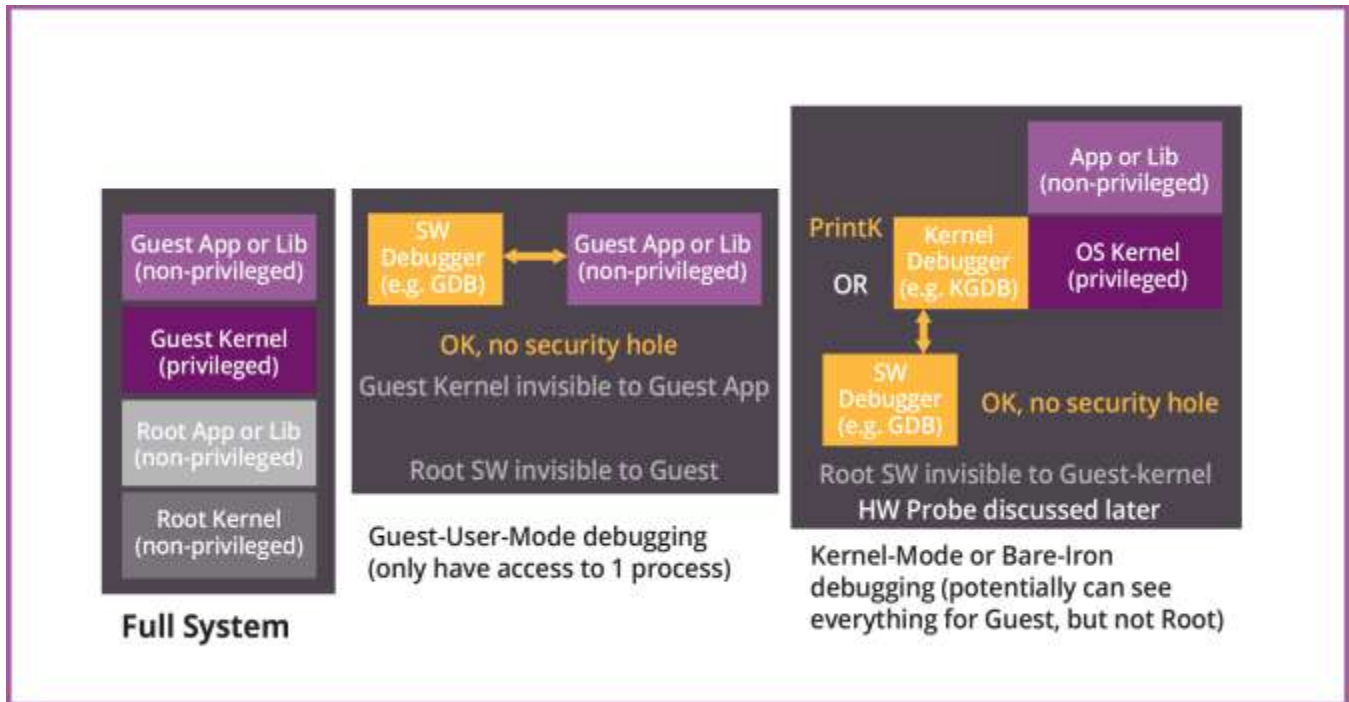 Guest App or Lib
(non-privileged)
Guest Kernel
(privileged)
Root App or Lib
(non-privileged)
Root Kernel
(non-privileged)
Full System
SW
Debugger
(e.g. GDB)
Guest App or Lib
(non-privileged)
OK, no security hole
Guest Kernel invisible to Guest App
Root SW invisible to Guest
Guest-User-Mode debugging
(only have access to 1 process)
App or Lib
(non-privileged)
PrintK
OR
Kernel
Debugger
(e.g. KGDB)
OS Kernel
(privileged)
SW
Debugger
(e.g. GDB)
OK, no security hole
Root SW invisible to Guest-kernel
HW Probe discussed later
Kernel-Mode or Bare-Iron
debugging (potentially can see
everything for Guest, but not Root)